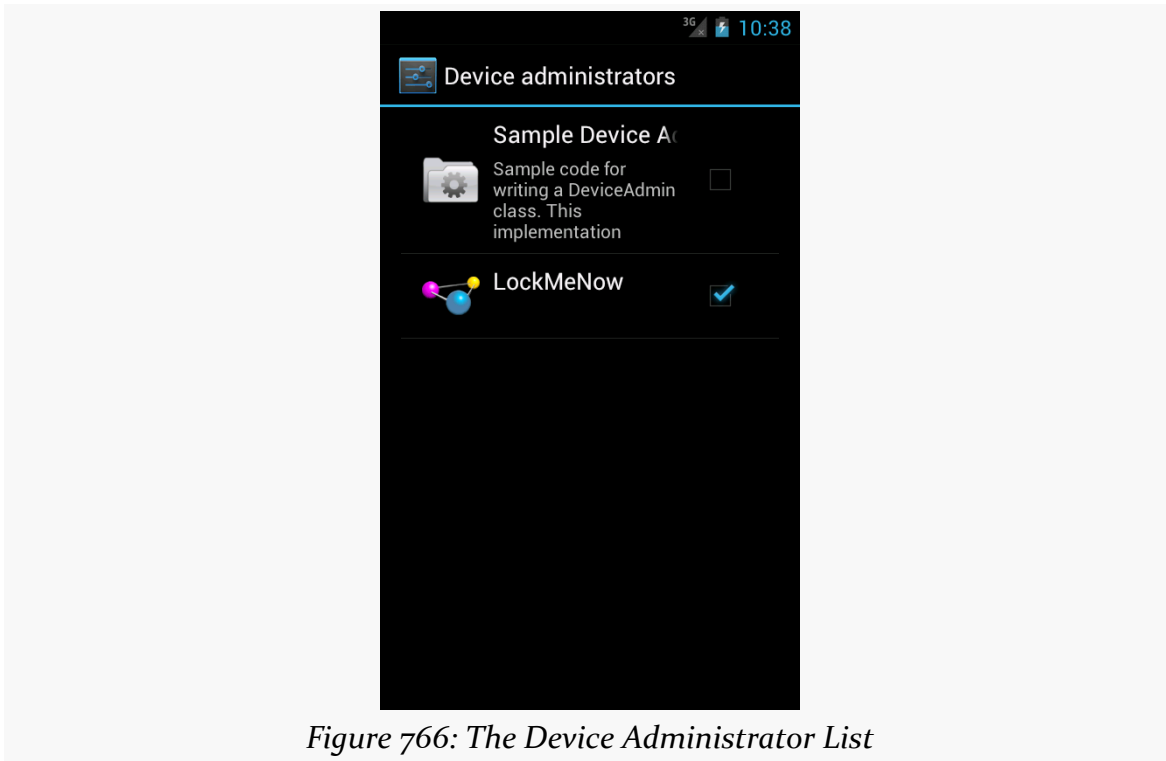 3G 10:38
Device administrators
Sample Device Ad
Sample code for
writing a DeviceAdmin
class. This
implementation
LockMeNow
Figure 766: The Device Administrator List